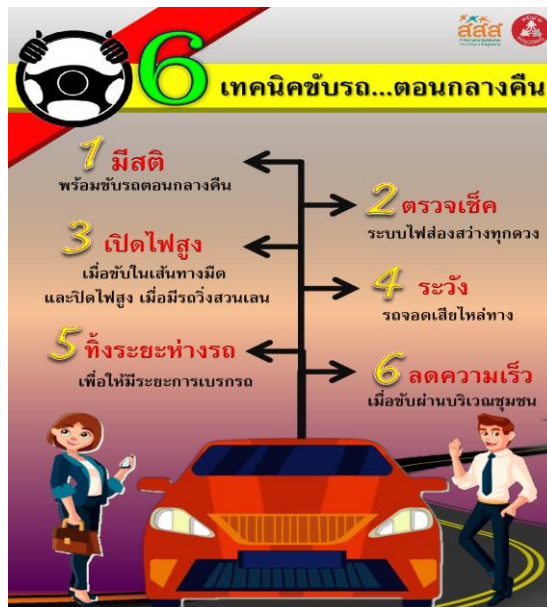 สสส
6
เทคนิคขับรถ...ตอนกลางคืน
1 มีสติ
พร้อมขับรถตอนกลางคืน
2 ตรวจเช็ค
ระบบไฟส่องสว่างทุกดวง
3 เปิดไฟสูง
เมื่อขับในเส้นทางมืด
และปิดไฟสูง เมื่อมีรถวิ่งสวนเลน
4 ระวัง
รถจอดเสียไหล่ทาง
5 ทิ้งระยะห่างรถ
เพื่อให้มีระยะการเบรกรถ
6 ลดความเร็ว
เมื่อขับผ่านบริเวณชุมชน